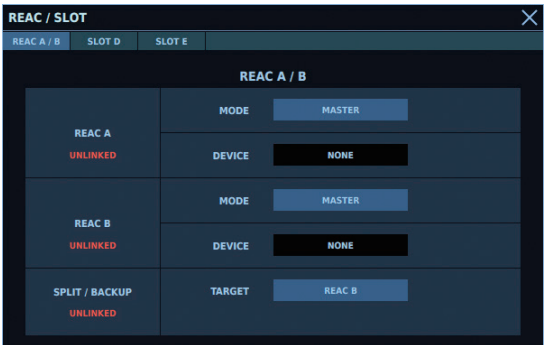 REAC / SLOT
REAC A / B SLOT D SLOT E
REAC A / B
REAC A
UNLINKED
MODE MASTER
DEVICE NONE
REAC B
UNLINKED
MODE MASTER
DEVICE NONE
SPLIT / BACKUP
UNLINKED
TARGET REAC B